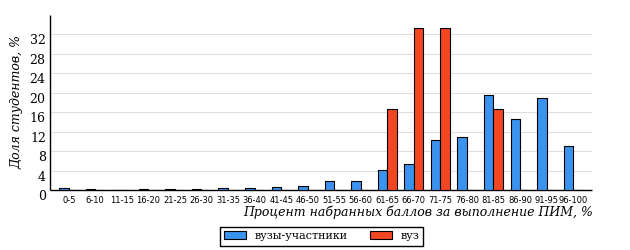 Доля студентов, %
32
28
24
20
16
12
8
4
0
0-5 6-10 11-15 16-20 21-25 26-30 31-35 36-40 41-45 46-50 51-55 56-60 61-65 66-70 71-75 76-80 81-85 86-90 91-95 96-100
Процент набранных баллов за выполнение ПИМ, %
вузы-участники вуз